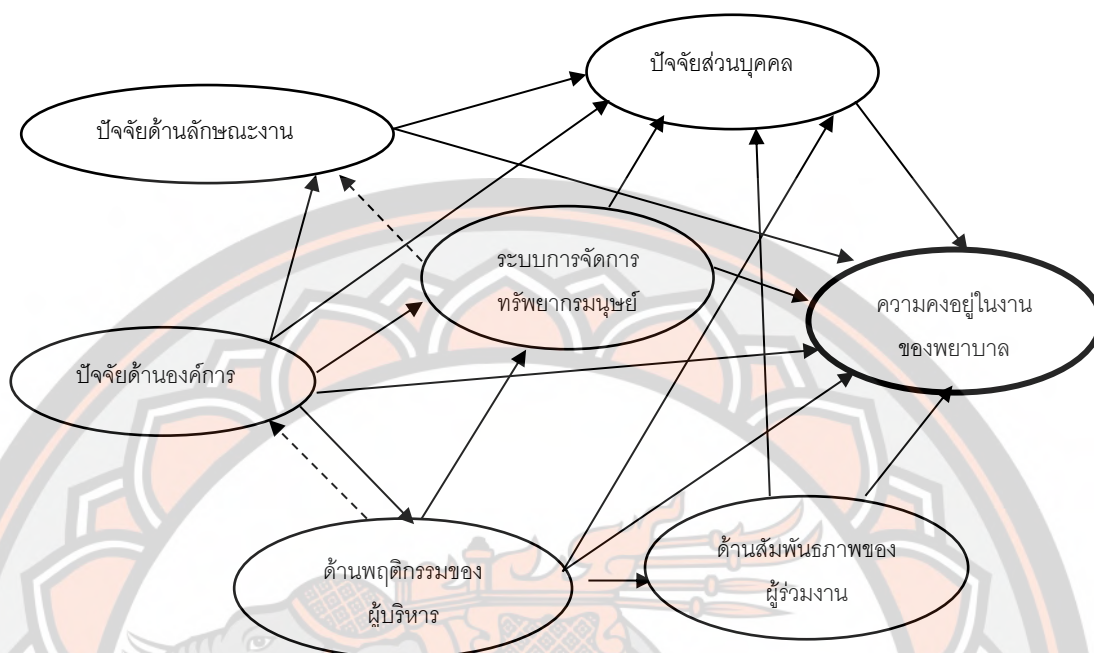 ปัจจัยส่วนบุคคล
ปัจจัยด้านลักษณะงาน
ระบบการจัดการ
ทรัพยากรมนุษย์
ความคงอยู่ในงาน
ของพยาบาล
ปัจจัยด้านองค์การ
ด้านพฤติกรรมของ
ผู้บริหาร
ด้านสัมพันธภาพของ
ผู้ร่วมงาน